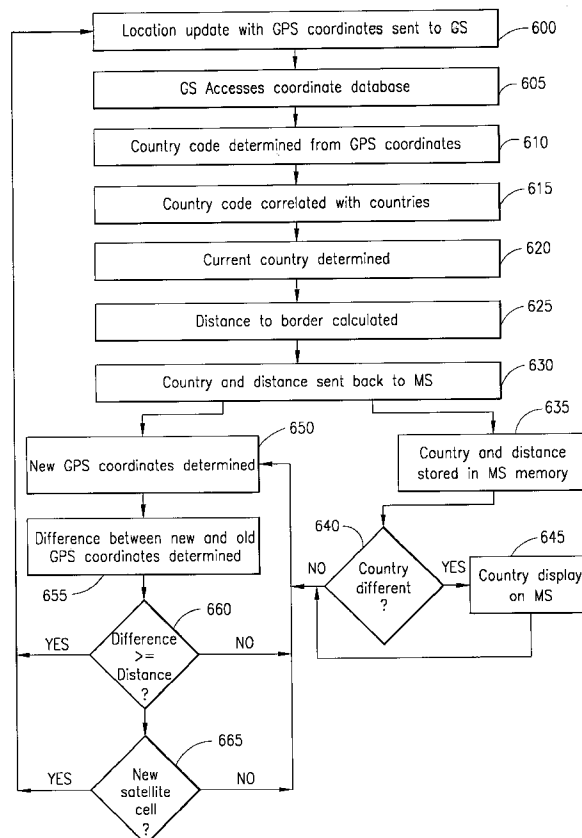 Location update with GPS coordinates sent to GS
600
GS Accesses coordinate database
605
Country code determined from GPS coordinates
610
Country code correlated with countries
615
Current country determined
620
Distance to border calculated
625
Country and distance sent back to MS
630
650
New GPS coordinates determined
635
Country and distance
stored in MS memory
Difference between new and old
GPS coordinates determined
655
640
NO
Country
different
?
YES
645
Country display
on MS
660
YES
Difference
>=
Distance
?
NO
665
YES
New
satellite
cell
?
NO